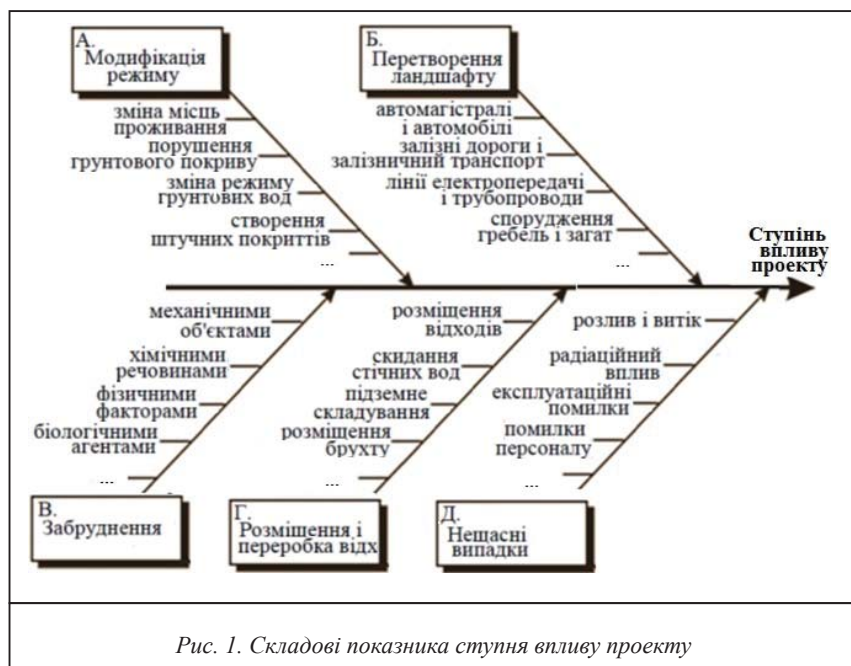 А.
Модифікація
режиму
зміна місць
проживання
порушення
грунтового покриву
зміна режиму
грунтових вод
створення
штучних покриттів
...
Б.
Перетворення
ландшафту
автомагістралі
і автомобілі
залізні дороги і
залізничний транспорт
лінії електропередачі
і трубопроводи
спорудження
гребель і загат
...
Ступінь
впливу
проекту
механічними
об'єктами
хімічними
речовинами
фізичними
факторами
біологічними
агентами
...
В.
Забруднення
розміщення
відходів
скидання
стічних вод
підземне
складування
розміщення
брухту
...
Г.
Розміщення і
переробка відх
розлив і витік
радіаційний
вплив
експлуатаційні
помилки
помилки
персоналу
...
Д.
Нещасні
випадки
Рис. 1. Складові показника ступня впливу проекту